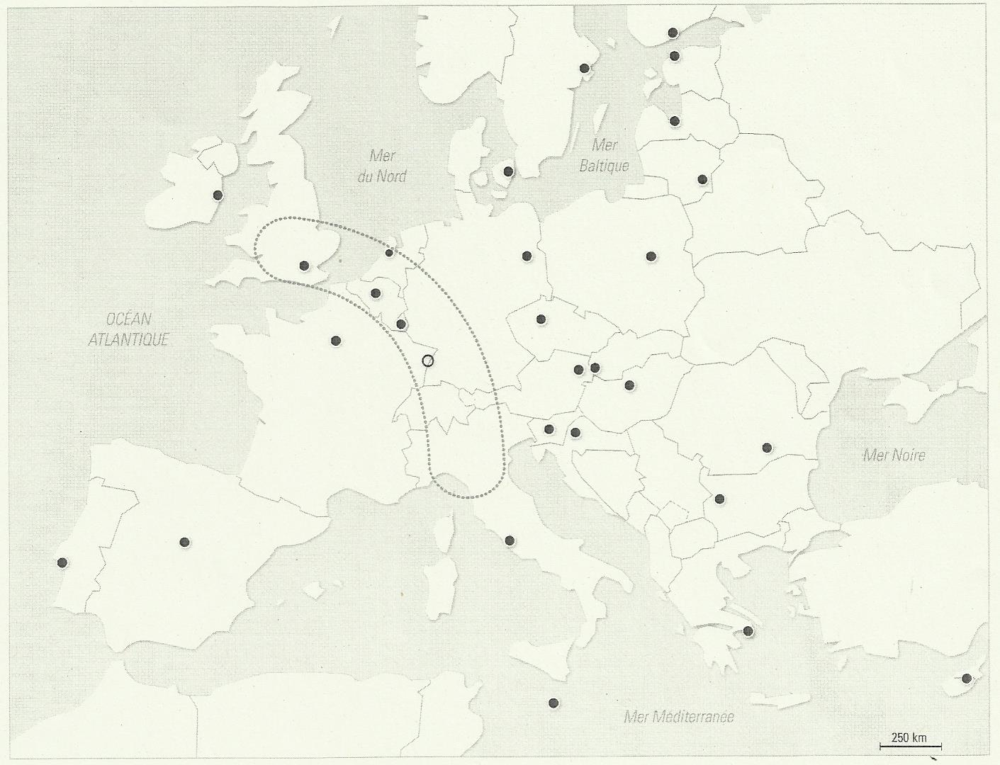 Mer
du Nord
Mer
Baltique
OCÉAN
ATLANTIQUE
Mer Noire
Mer Méditerranée
250 km